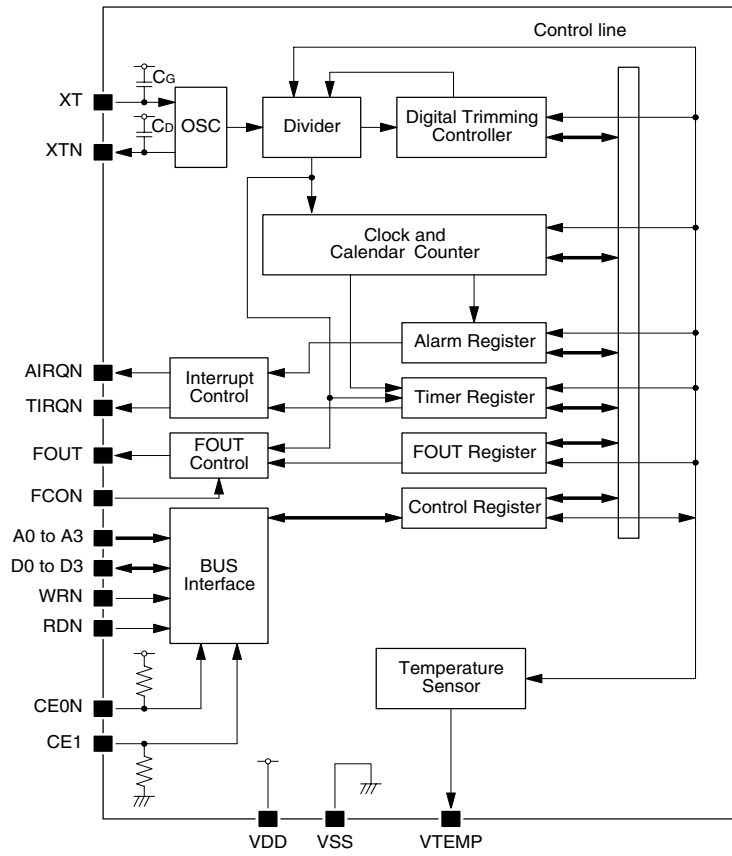 Control line
XT
CG
OSC
Divider
Digital Trimming
Controller
CD
XTN
Clock and
Calendar Counter
Alarm Register
AIRQN
Interrupt
Control
TIRQN
Timer Register
FOUT
FOUT
Control
FOUT Register
FCON
Control Register
A0 to A3
D0 to D3
BUS
Interface
WRN
RDN
Temperature
Sensor
CE0N
CE1
VDD
VSS
VTEMP